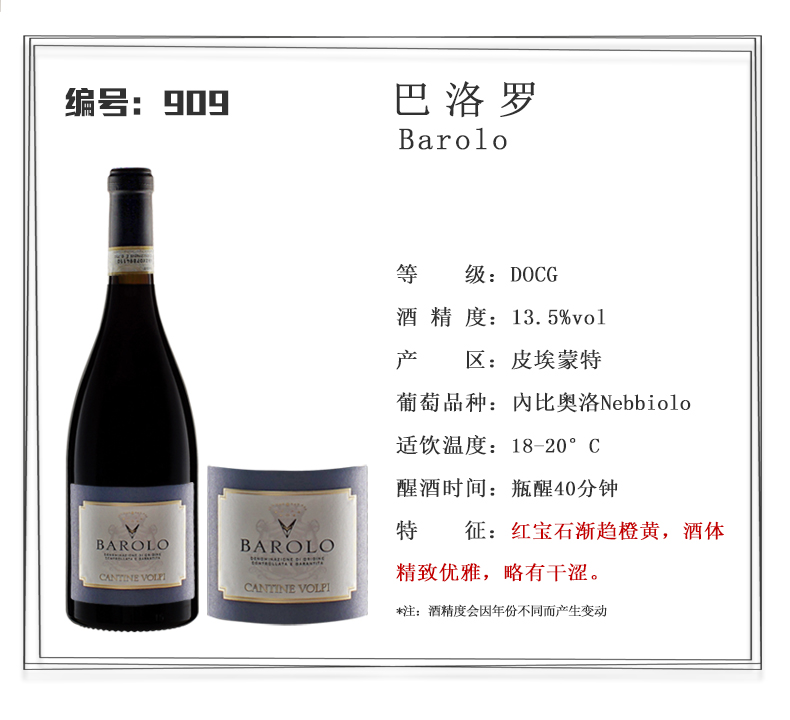 编号：909
巴洛罗
Barolo
等级：DOCG
酒精度：13.5%vol
产区：皮埃蒙特
葡萄品种：内比奥洛Nebbiolo
适饮温度：18-20°C
醒酒时间：瓶醒40分钟
特征：红宝石渐趋橙黄，酒体
精致优雅，略有干涩。
*注：酒精度会因年份不同而产生变动
BAROLO
DENOMINAZIONE DI ORIGINE
CONTROLLATA E GARANTITA
CANTINE VOLPI
BAROLO
DENOMINAZIONE DI ORIGINE
CONTROLLATA E GARANTITA
CANTINE VOLPI